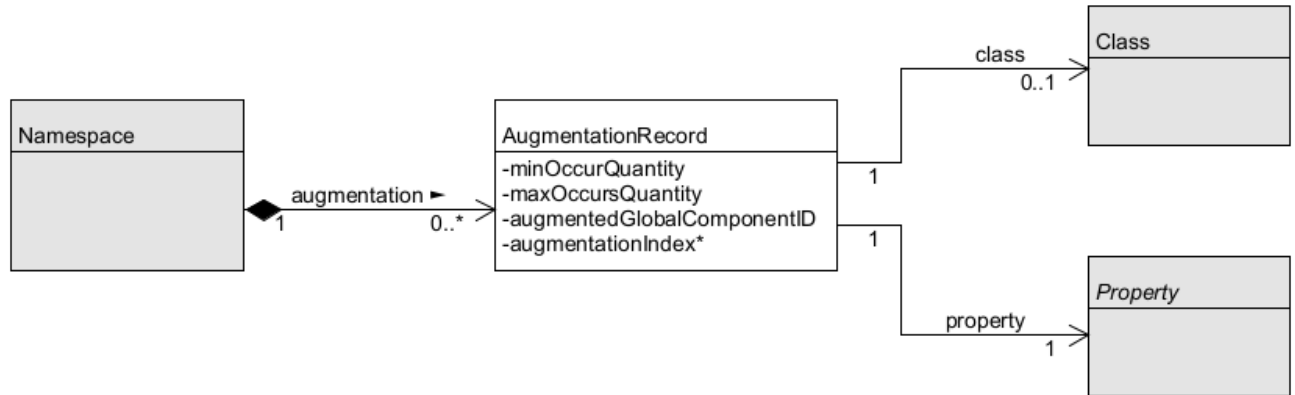 Namespace
augmentation ►
1
0..*
AugmentationRecord
-minOccurQuantity
-maxOccursQuantity
-augmentedGlobalComponentID
-augmentationIndex*
1
class
0..1
Class
1
property
1
Property